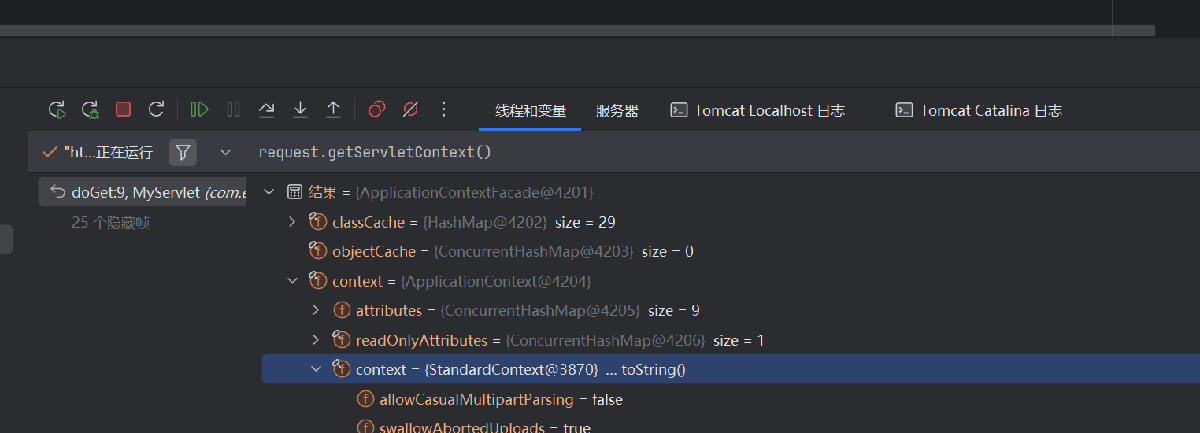 线程和变量 服务器 Tomcat Localhost 日志 Tomcat Catalina 日志
"ht...正在运行 request.getServletContext()
doGet:9, MyServlet (com.e
25 个隐藏帧
结果 = {ApplicationContextFacade@4201}
classCache = {HashMap@4202} size = 29
objectCache = {ConcurrentHashMap@4203} size = 0
context = {ApplicationContext@4204}
attributes = {ConcurrentHashMap@4205} size = 9
readOnlyAttributes = {ConcurrentHashMap@4206} size = 1
context = {StandardContext@3870} ... toString()
allowCasualMultipartParsing = false
swallowAbortedUploads = true